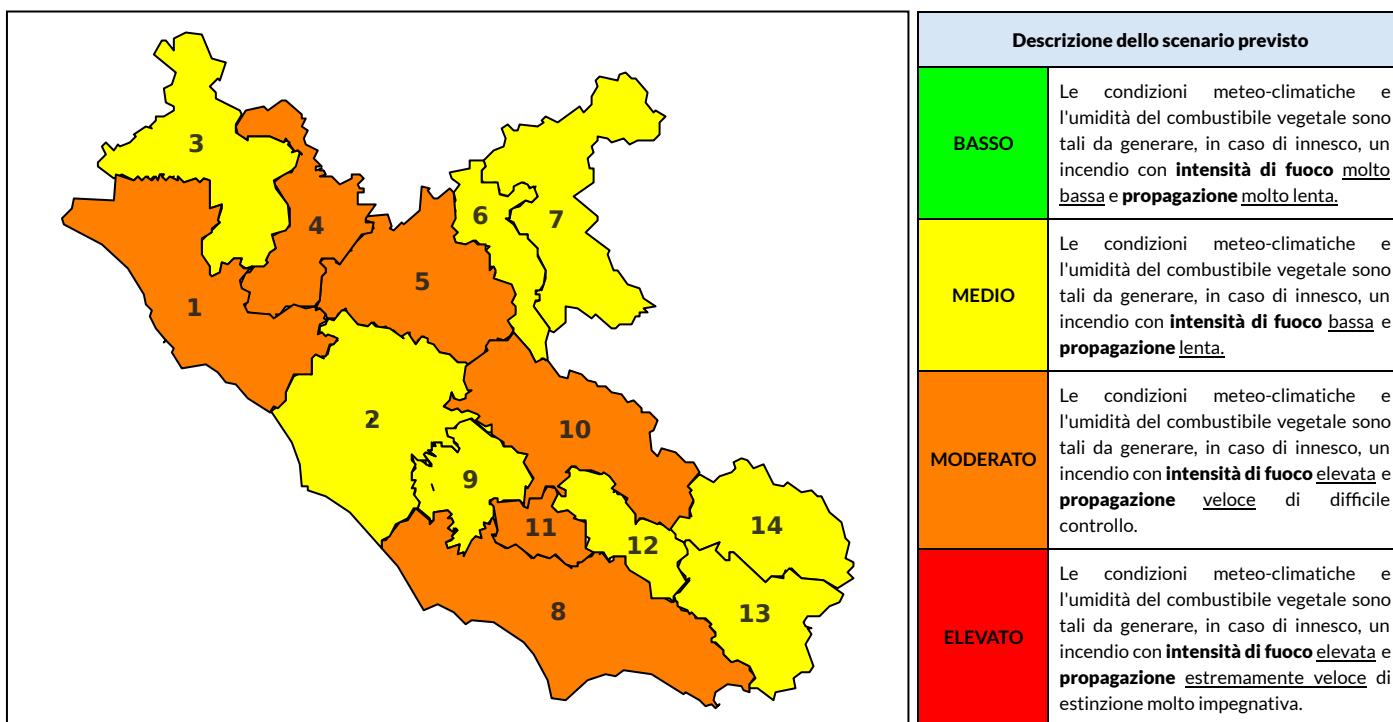 3
4
6
7
5
1
2
10
9
14
11
12
8
13
Descrizione dello scenario previsto
BASSO
Le condizioni meteo-climatiche e
l'umidità del combustibile vegetale sono
tali da generare, in caso di innesco, un
incendio con intensità di fuoco molto
bassa e propagazione molto lenta.
MEDIO
Le condizioni meteo-climatiche e
l'umidità del combustibile vegetale sono
tali da generare, in caso di innesco, un
incendio con intensità di fuoco bassa e
propagazione lenta.
MODERATO
Le condizioni meteo-climatiche e
l'umidità del combustibile vegetale sono
tali da generare, in caso di innesco, un
incendio con intensità di fuoco elevata e
propagazione veloce di difficile
controllo.
ELEVATO
Le condizioni meteo-climatiche e
l'umidità del combustibile vegetale sono
tali da generare, in caso di innesco, un
incendio con intensità di fuoco elevata e
propagazione estremamente veloce di
estinzione molto impegnativa.